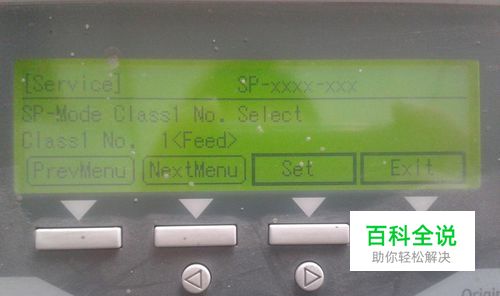 [Service] SP-xxxx-xxx
SP-Mode Class1 No. Select
Class1 No. 1<Feed>
PrevMenu NextMenu Set Exit
百科全说
助你轻松解决